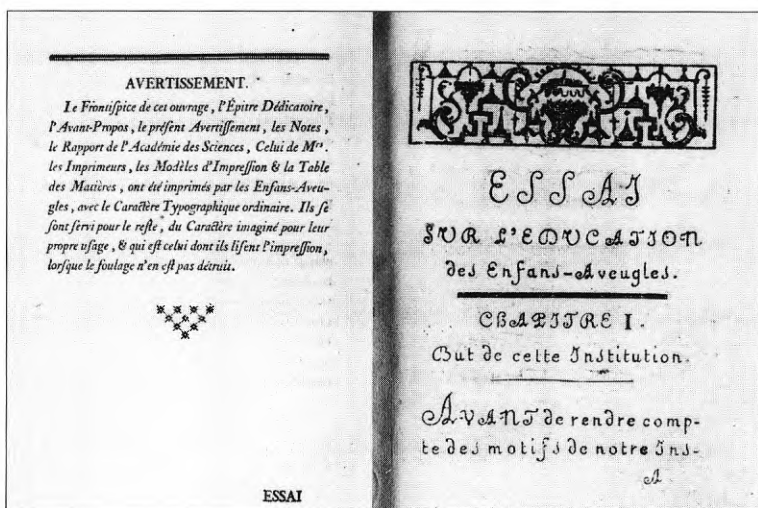 AVERTISSEMENT.
Le Frontiſpice de cet ouvrage, l'Épitre Dédicatoire,
l'Avant-Propos, le préſent Avertiſſement, les Notes,
le Rapport de l'Académie des Sciences, Celui de Mrs.
les Imprimeurs, les Modèles d'Impreſſion & la Table
des Matières, ont été imprimés par les Enfans-Aveu-
gles, avec le Caractère Typographique ordinaire. Ils ſe
ſont ſervi pour le reſte, du Caractère imaginé pour leur
propre uſage, & qui eſt celui dont ils liſent l'impreſſion,
lorſque le foulage n'en eſt pas détruit.
ESSAI
ESSAI
SUR L'EDUCATION
des Enfans-Aveugles.
CHAPITRE I.
But de cette Institution.
AVANT de rendre comp-
te des motifs de notre Ins-
A